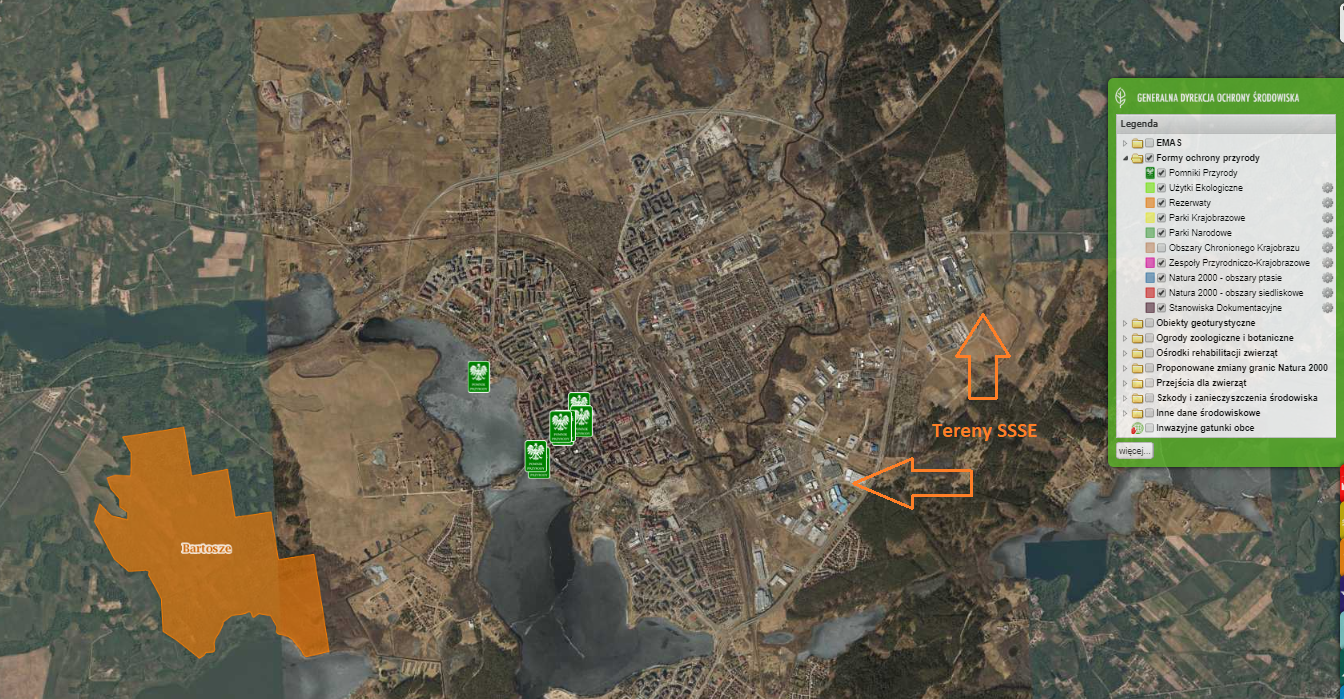 GENERALNA DYREKCJA OCHRONY ŚRODOWISKA
Legenda
EMAS
Formy ochrony przyrody
Pomniki Przyrody
Użytki Ekologiczne
Rezerwaty
Parki Krajobrazowe
Parki Narodowe
Obszary Chronionego Krajobrazu
Zespoły Przyrodniczo-Krajobrazowe
Natura 2000 - obszary ptasie
Natura 2000 - obszary siedliskowe
Stanowiska Dokumentacyjne
Obiekty geoturystyczne
Ogrody zoologiczne i botaniczne
Ośrodki rehabilitacji zwierząt
Proponowane zmiany granic Natura 2000
Przejścia dla zwierząt
Szkody i zanieczyszczenia środowiska
Inne dane środowiskowe
Inwazyjne gatunki obce
więcej...
Tereny SSSE
Bartosze